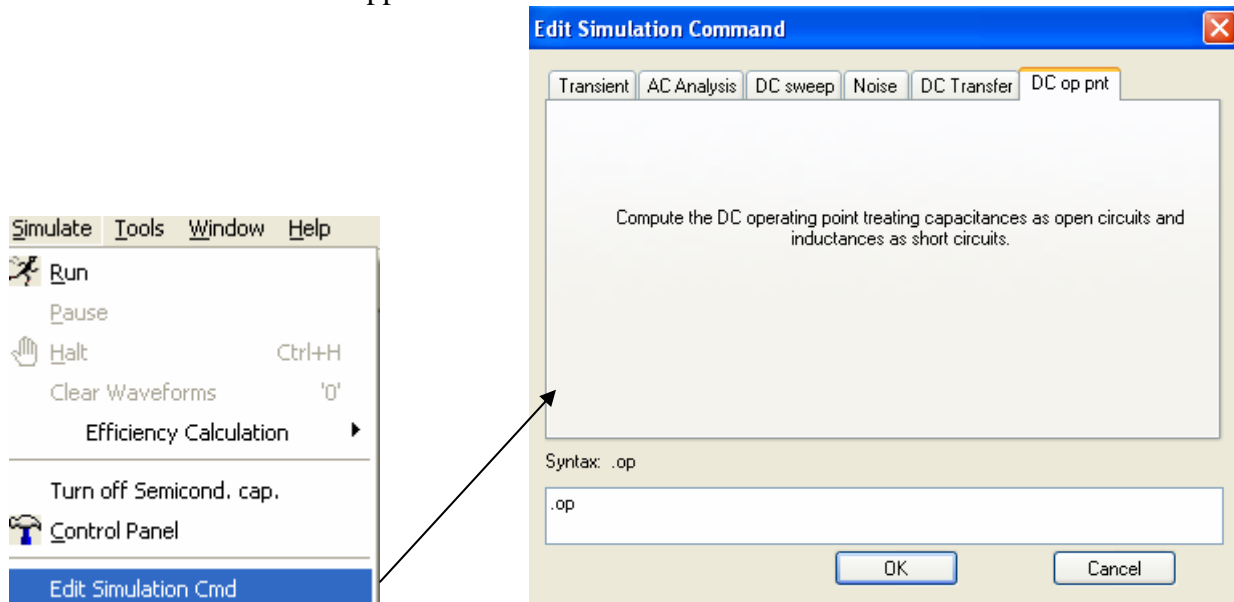 Edit Simulation Command
Transient AC Analysis DC sweep Noise DC Transfer DC op pnt
Compute the DC operating point treating capacitances as open circuits and
inductances as short circuits.
Syntax: .op
.op
OK Cancel
Simulate Tools Window Help
Run
Pause
Halt Ctrl+H
Clear Waveforms '0'
Efficiency Calculation
Turn off Semicond. cap.
Control Panel
Edit Simulation Cmd